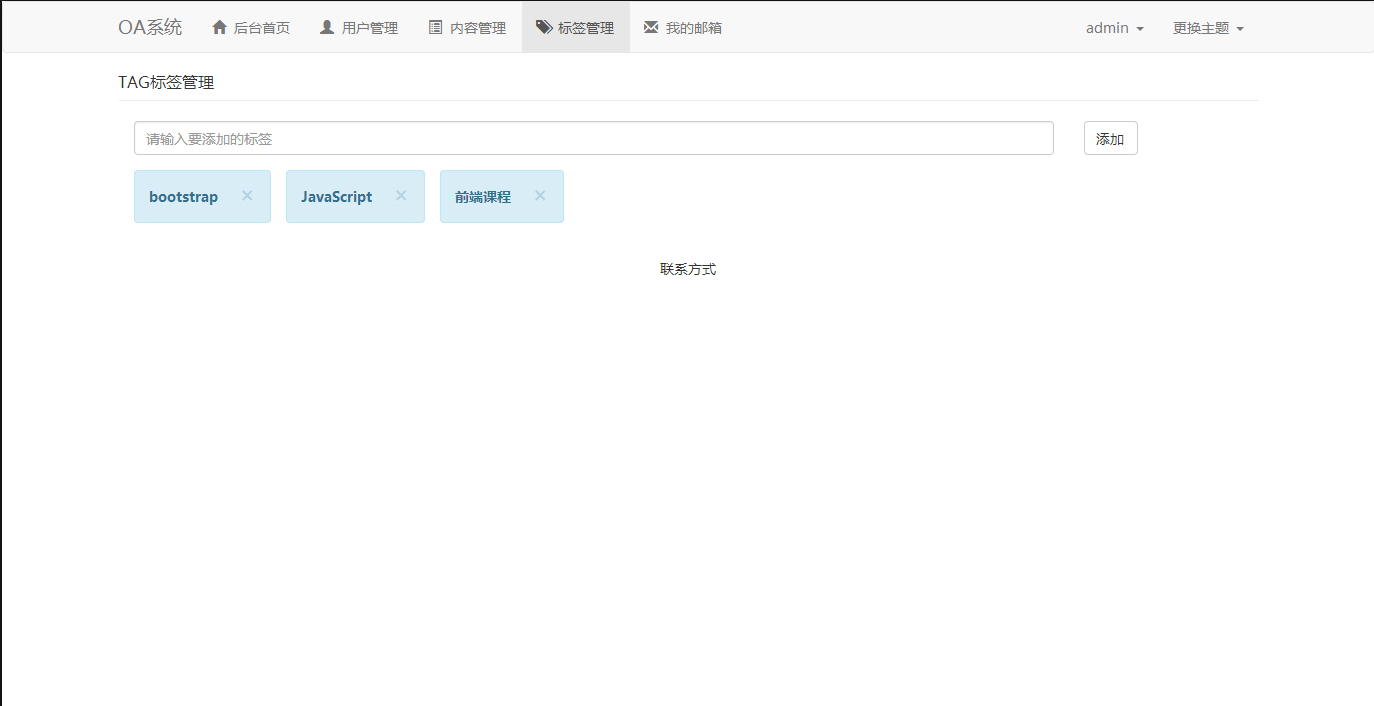 OA系统 后台首页 用户管理 内容管理 标签管理 我的邮箱 admin 更换主题
TAG标签管理
请输入要添加的标签 添加
bootstrap × JavaScript × 前端课程 ×
联系方式